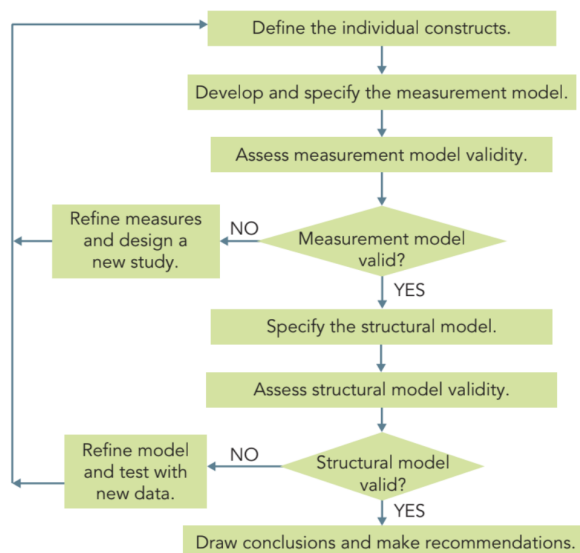 Define the individual constructs.
Develop and specify the measurement model.
Assess measurement model validity.
Refine measures
and design a
new study.
NO
Measurement model
valid?
YES
Specify the structural model.
Assess structural model validity.
Refine model
and test with
new data.
NO
Structural model
valid?
YES
Draw conclusions and make recommendations.